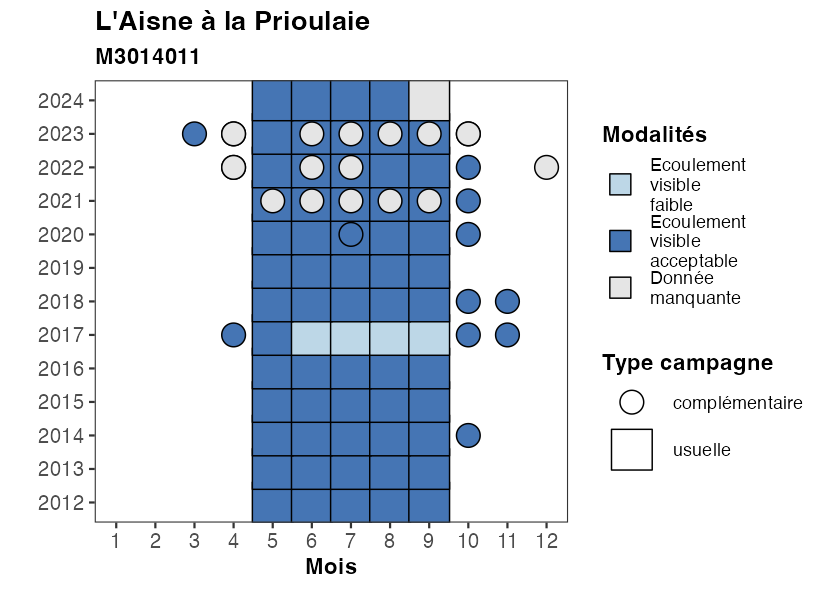 L'Aisne à la Prioulaie
M3014011
2024
2023
2022
2021
2020
2019
2018
2017
2016
2015
2014
2013
2012
1 2 3 4 5 6 7 8 9 10 11 12
Mois
Modalités
Ecoulement
visible
faible
Ecoulement
visible
acceptable
Donnée
manquante
Type campagne
complémentaire
usuelle